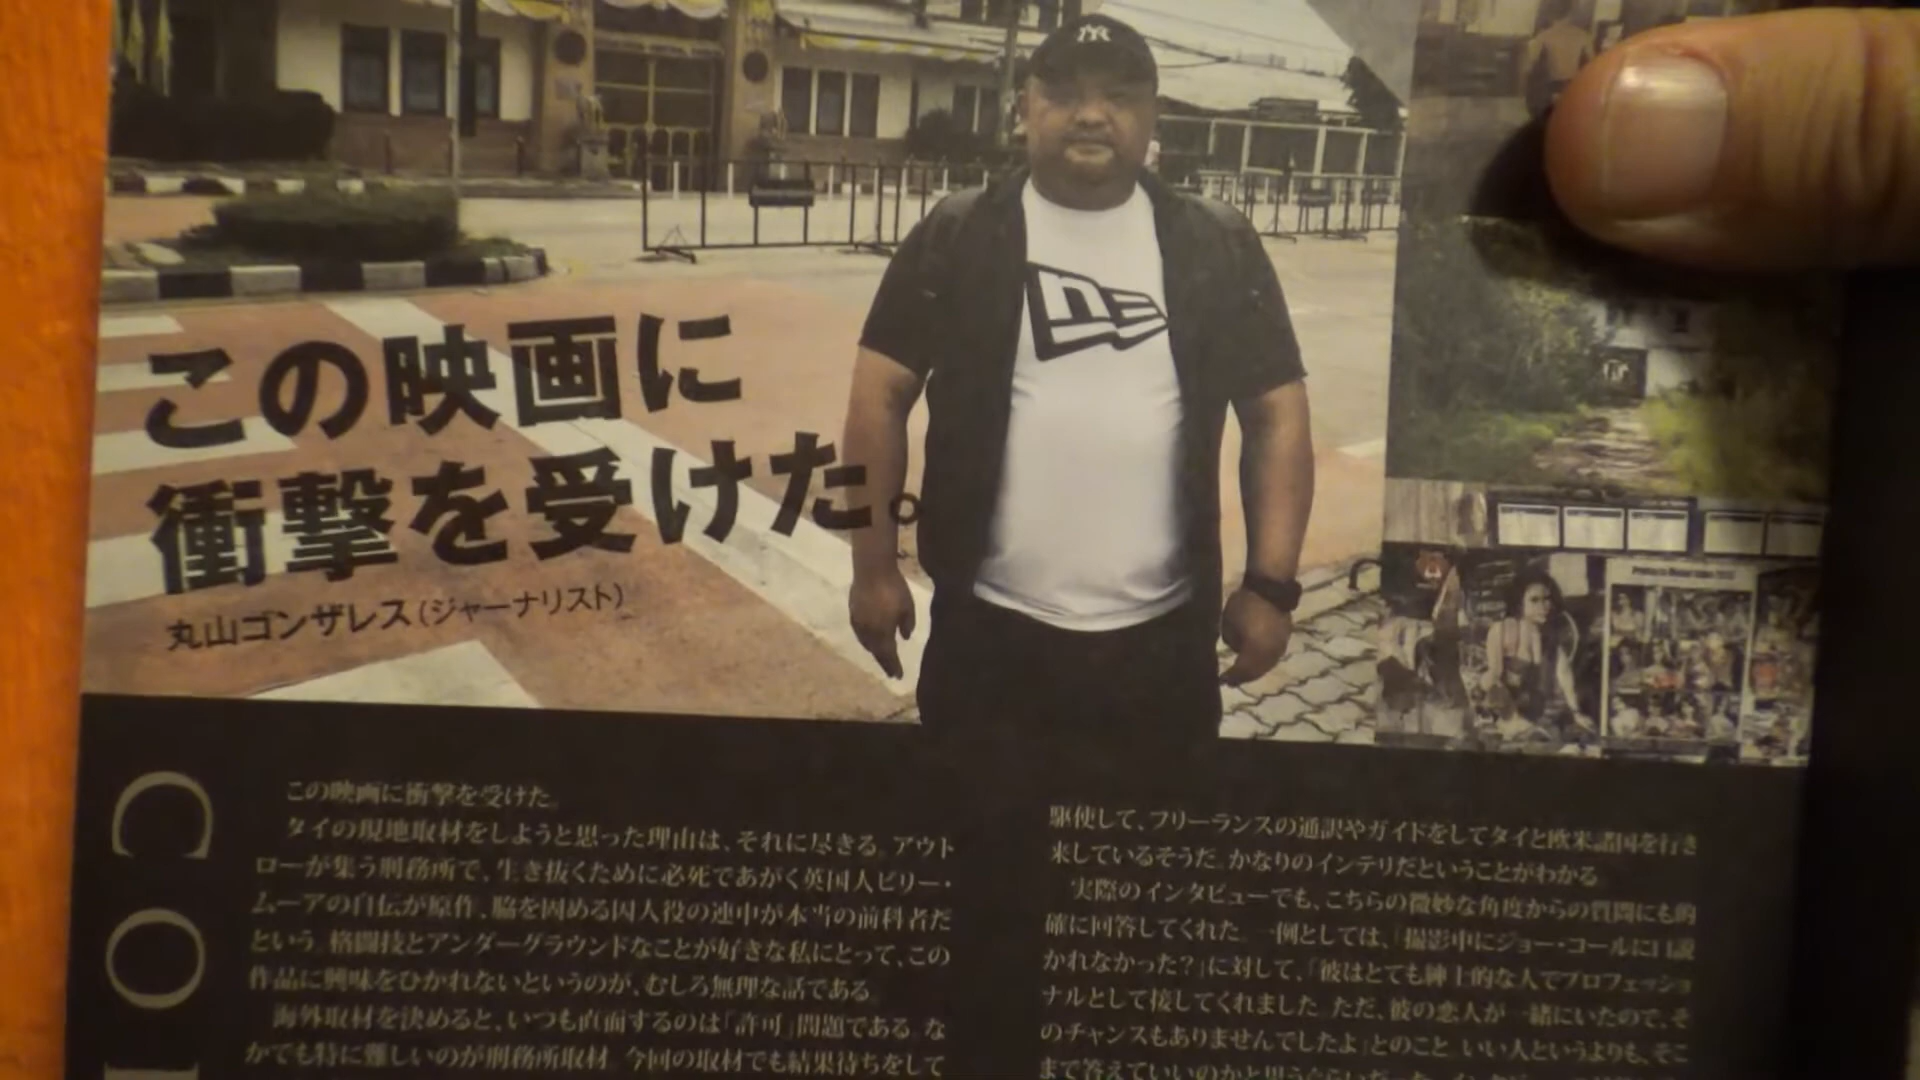 この映画に
衝撃を受けた。
丸山ゴンザレス（ジャーナリスト）
この映画に衝撃を受けた。
タイの現地取材をしようと思った理由は、それに尽きる。アウト
ローが集う刑務所で、生き抜くために必死であがく英国人ビリー・
ムーアの自伝が原作。脇を固める囚人役の連中が本当の前科者だ
という。格闘技とアンダーグラウンドなことが好きな私にとって、この
作品に興味をひかれないというのが、むしろ無理な話である。
海外取材を決めると、いつも直面するのは「許可」問題である。な
かでも特に難しいのが刑務所取材。今回の取材でも結果待ちをして
駆使して、フリーランスの通訳やガイドをしてタイと欧米諸国を行き
来しているそうだ。かなりのインテリだということがわかる。
実際のインタビューでも、こちらの微妙な角度からの質問にも的
確に回答してくれた。一例としては、「撮影中にジョー・コールに口説
かれなかった？」に対して、「彼はとても紳士的な人でプロフェッショ
ナルとして接してくれました。ただ、彼の恋人が一緒にいたので、そ
のチャンスもありませんでしたよ」とのこと。いい人というよりも、そこ
まで答えていいのかと思う
CO
NY
NE